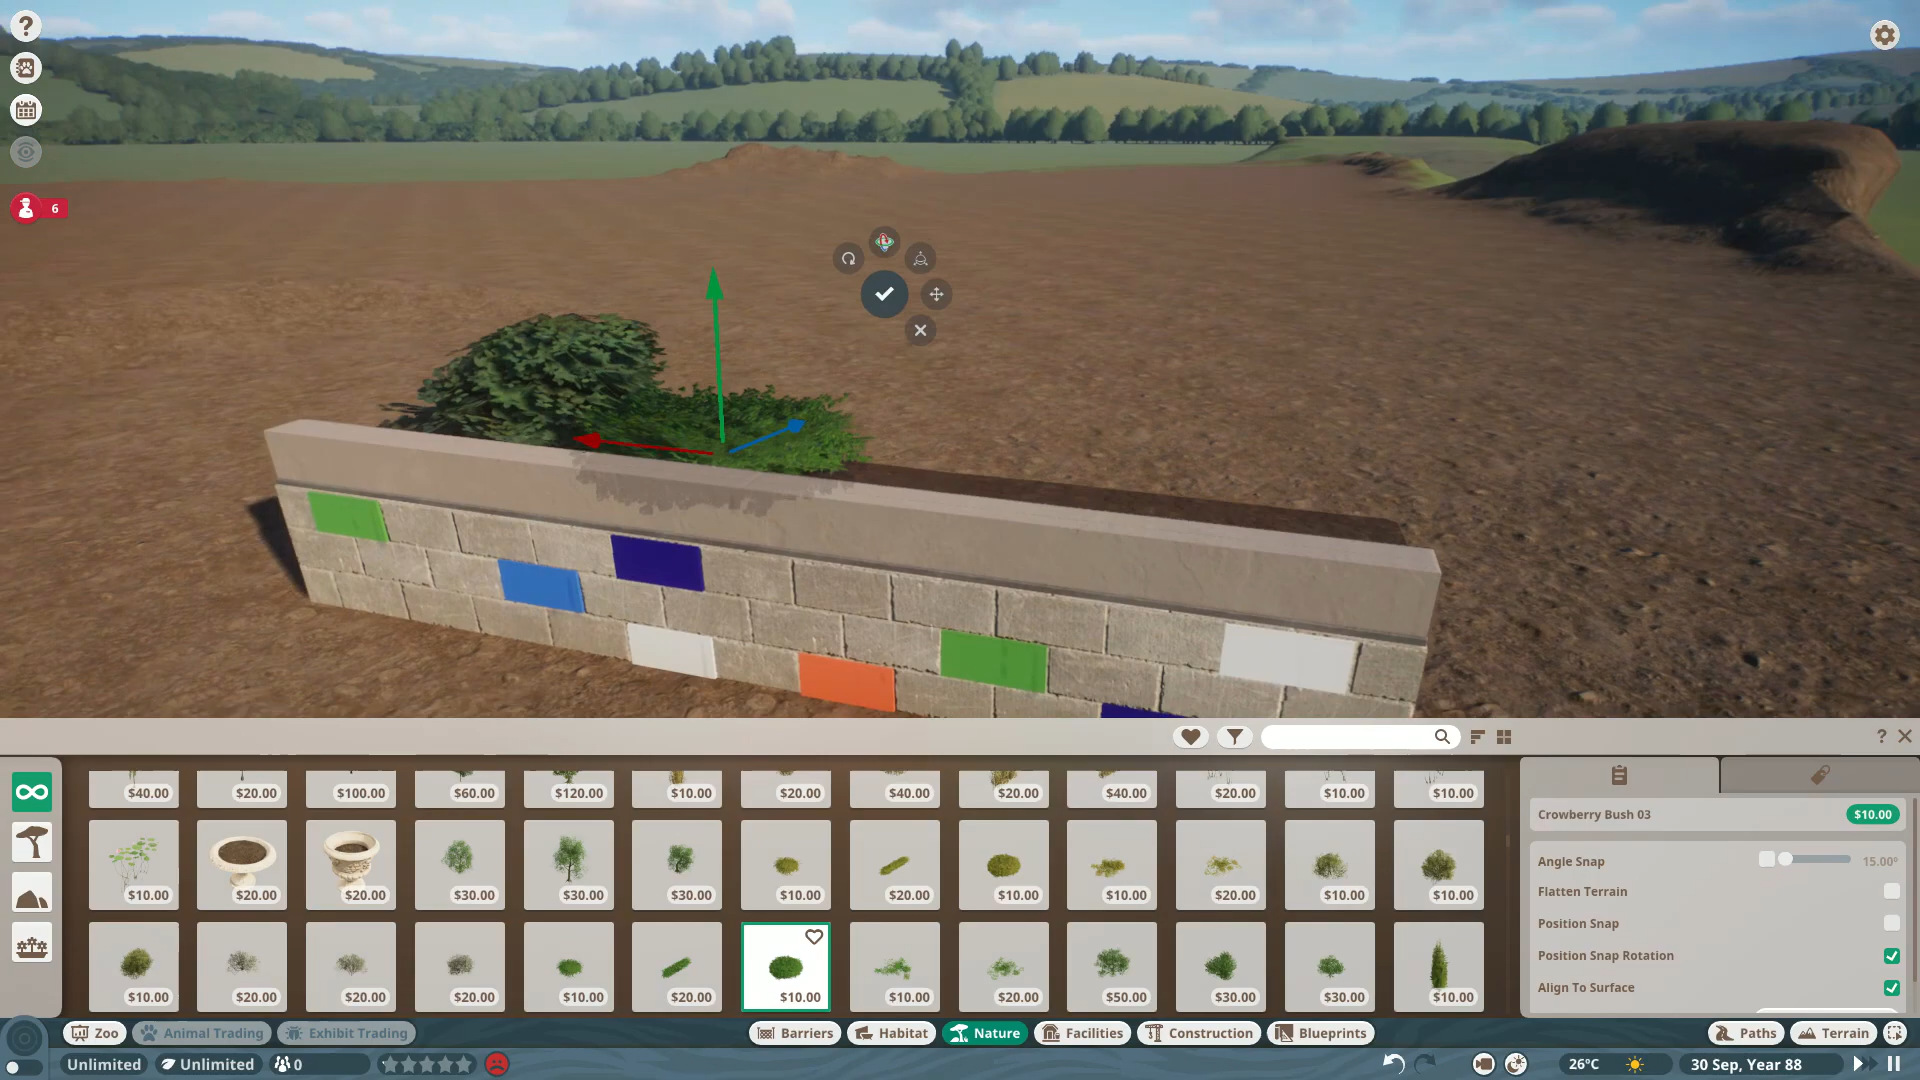 ?
6
?
$40.00 $20.00 $100.00 $60.00 $120.00 $10.00 $20.00 $40.00 $20.00 $40.00 $20.00 $10.00 $10.00
$10.00 $20.00 $20.00 $30.00 $30.00 $30.00 $10.00 $20.00 $10.00 $10.00 $20.00 $10.00 $10.00
$10.00 $20.00 $20.00 $20.00 $10.00 $20.00 $10.00 $10.00 $20.00 $50.00 $30.00 $30.00 $10.00
Crowberry Bush 03 $10.00
Angle Snap 15.00°
Flatten Terrain
Position Snap
Position Snap Rotation
Align To Surface
Zoo Animal Trading Exhibit Trading Barriers Habitat Nature Facilities Construction Blueprints Paths Terrain
Unlimited Unlimited 0 26°C 30 Sep, Year 88